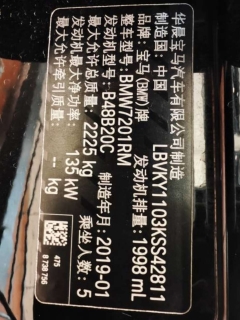 华晨宝马汽车有限公司制造
制造国：中国 LBVKY1103KSS42811
品牌：宝马(BMW)牌
整车型号：BMW7201RM 发动机排量：1998 mL
发动机型号：B48B20C 制造年月：2019-01
最大允许总质量：2225 kg 乘坐人数：5
发动机最大净功率：135 kW
最大允许牵引质量：- kg
475
8 738 756